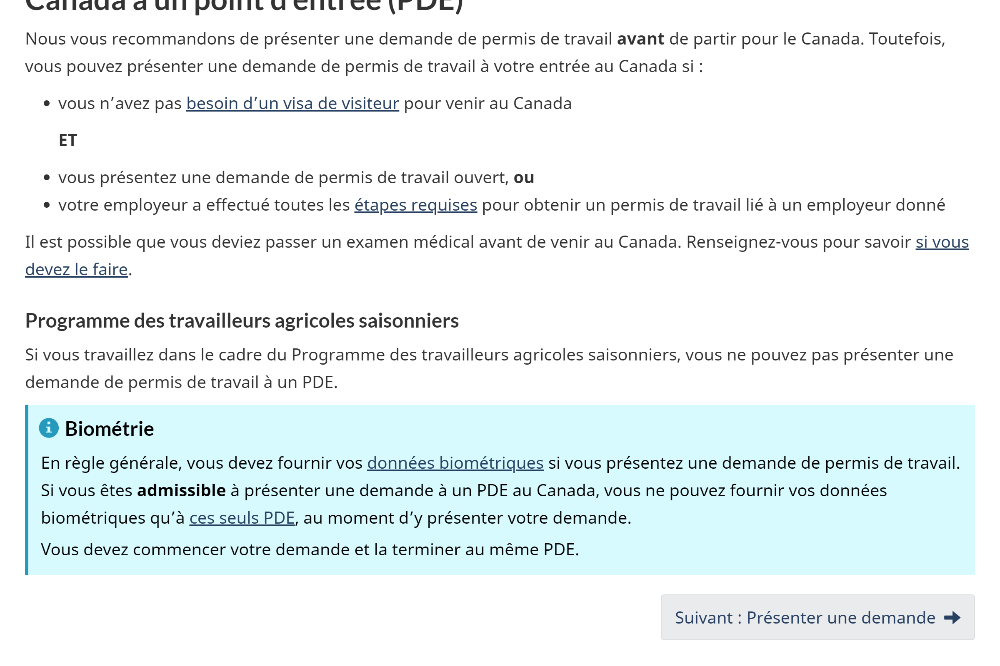 Canada à un point d'entrée (PDE)
Nous vous recommandons de présenter une demande de permis de travail avant de partir pour le Canada. Toutefois,
vous pouvez présenter une demande de permis de travail à votre entrée au Canada si :
• vous n’avez pas besoin d’un visa de visiteur pour venir au Canada
ET
• vous présentez une demande de permis de travail ouvert, ou
• votre employeur a effectué toutes les étapes requises pour obtenir un permis de travail lié à un employeur donné
Il est possible que vous deviez passer un examen médical avant de venir au Canada. Renseignez-vous pour savoir si vous
devez le faire.
Programme des travailleurs agricoles saisonniers
Si vous travaillez dans le cadre du Programme des travailleurs agricoles saisonniers, vous ne pouvez pas présenter une
demande de permis de travail à un PDE.
Biométrie
En règle générale, vous devez fournir vos données biométriques si vous présentez une demande de permis de travail.
Si vous êtes admissible à présenter une demande à un PDE au Canada, vous ne pouvez fournir vos données
biométriques qu’à ces seuls PDE, au moment d’y présenter votre demande.
Vous devez commencer votre demande et la terminer au même PDE.
Suivant : Présenter une demande